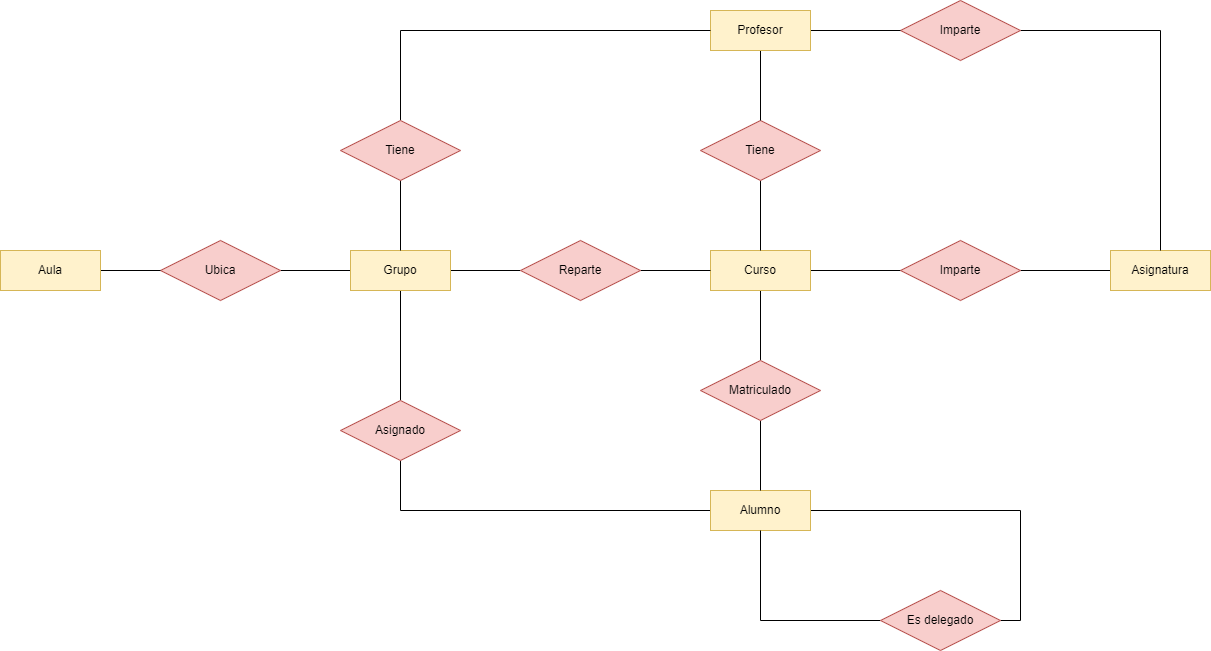 Profesor
Imparte
Tiene
Tiene
Aula
Ubica
Grupo
Reparte
Curso
Imparte
Asignatura
Matriculado
Asignado
Alumno
Es delegado